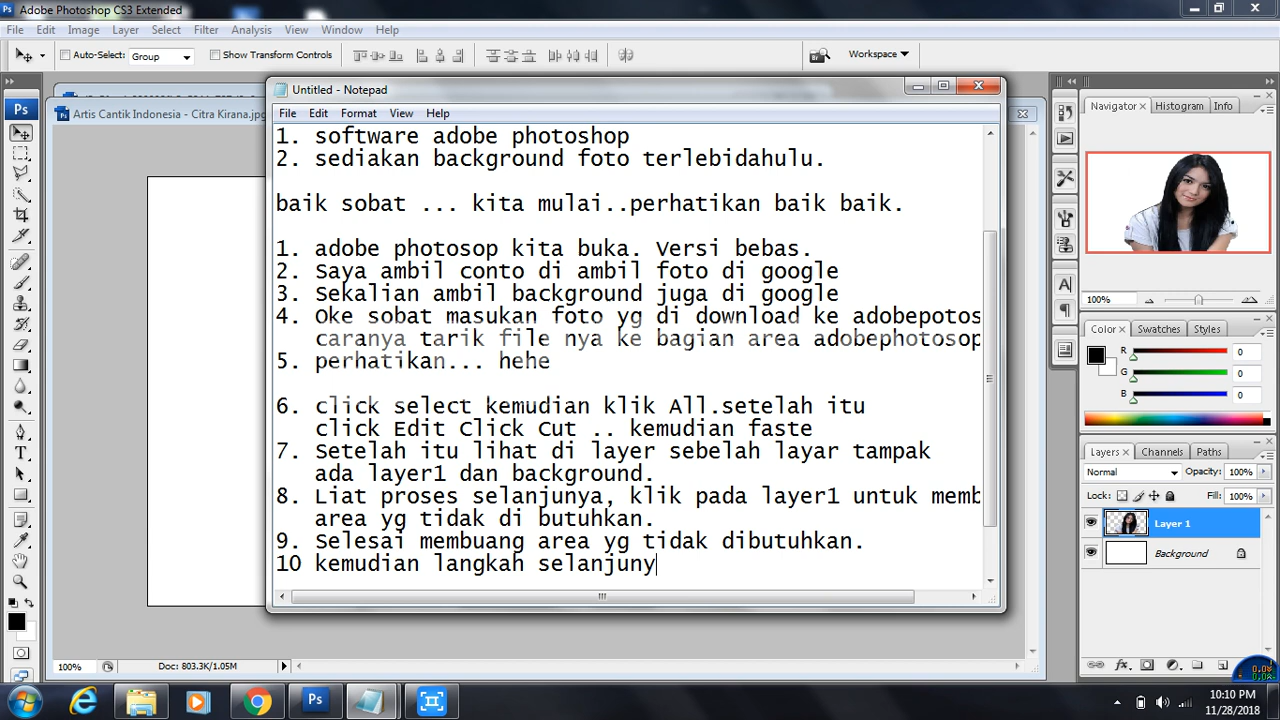 Adobe Photoshop CS3 Extended
File Edit Image Layer Select Filter Analysis View Window Help
Auto-Select: Group Show Transform Controls Workspace
Untitled - Notepad
Artis Cantik Indonesia - Citra Kirana.jpg
File Edit Format View Help
1. software adobe photoshop
2. sediakan background foto terlebidahulu.
baik sobat ... kita mulai..perhatikan baik baik.
1. adobe photosop kita buka. Versi bebas.
2. Saya ambil conto di ambil foto di google
3. Sekalian ambil background juga di google
4. Oke sobat masukan foto yg di download ke adobepotos
caranya tarik file nya ke bagian area adobephotosop
5. perhatikan... hehe
6. click select kemudian klik All.setelah itu
click Edit Click Cut .. kemudian faste
7. Setelah itu lihat di layer sebelah layar tampak
ada layer1 dan background.
8. Liat proses selanjunya, klik pada layer1 untuk memb
area yg tidak di butuhkan.
9. Selesai membuang area yg tidak dibutuhkan.
10 kemudian langkah selanjuny
100% Doc: 803.3K/1.05M
Navigator Histogram Info
100%
Color Swatches Styles
R 0
G 0
B 0
Layers Channels Paths
Normal Opacity: 100%
Lock: Fill: 100%
Layer 1
Background
Ps
Ps
10:10 PM
11/28/2018